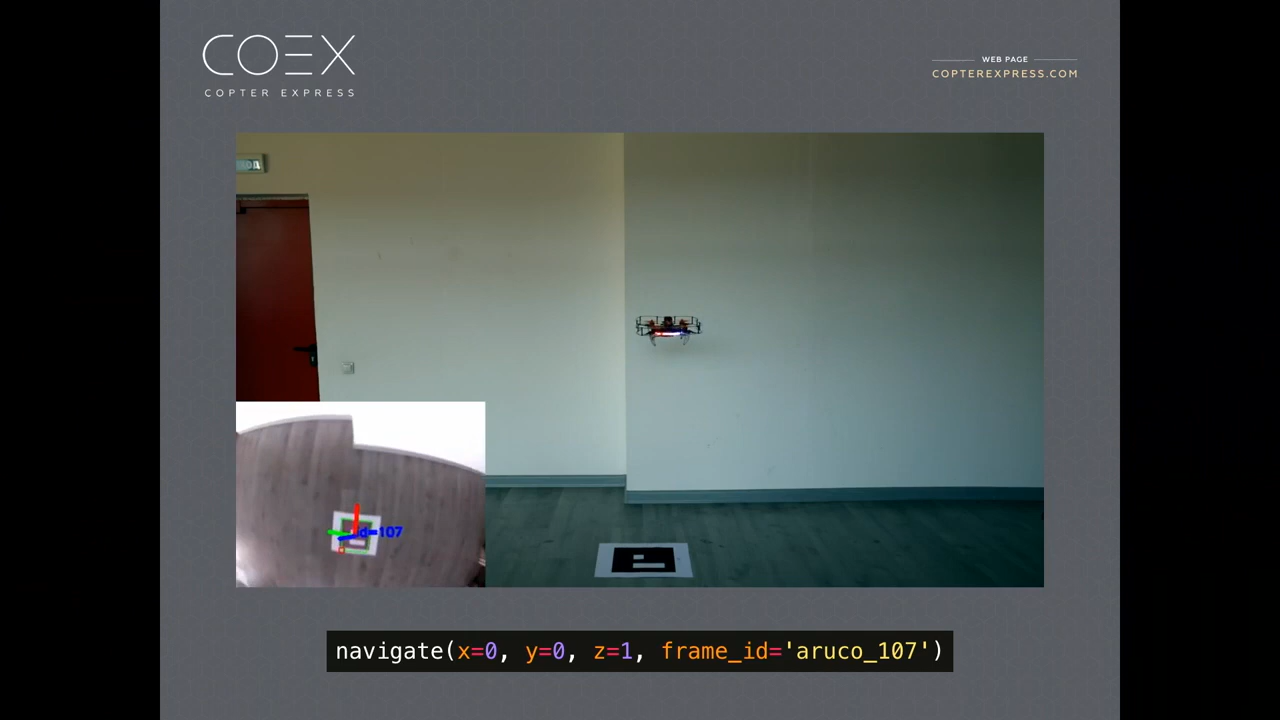 COEX
COPTER EXPRESS
WEB PAGE
COPTEREXPRESS.COM
id=107
navigate(x=0, y=0, z=1, frame_id='aruco_107')